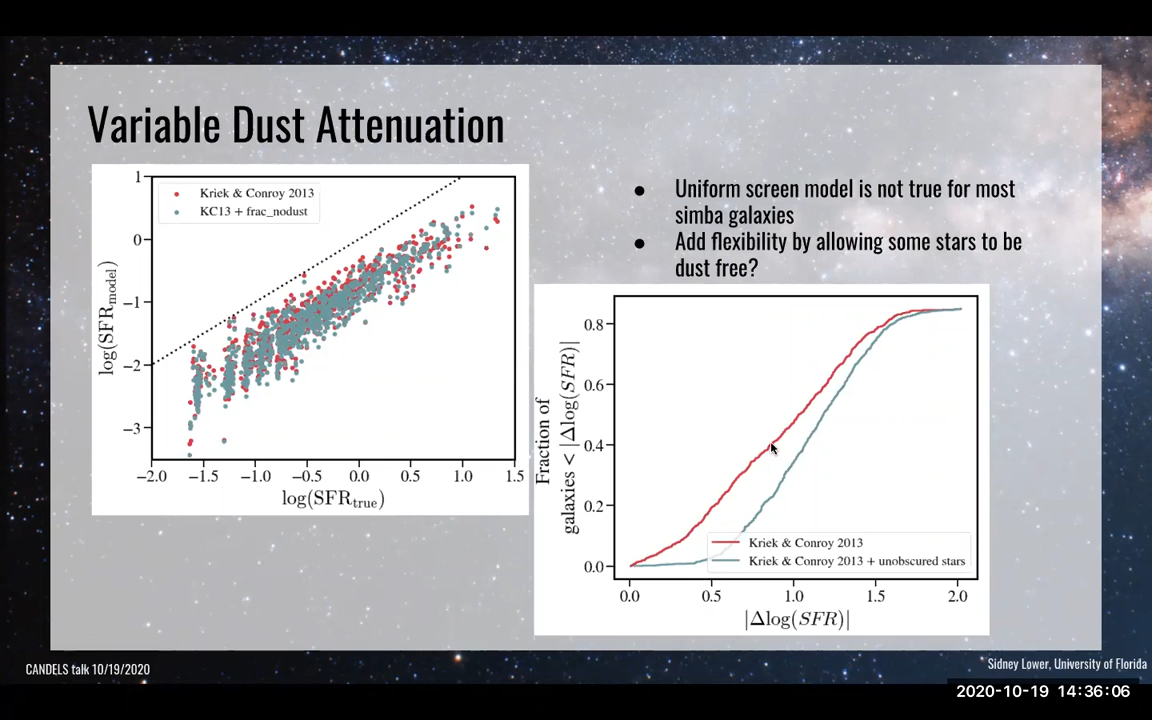 Variable Dust Attenuation
Kriek & Conroy 2013
KC13 + frac_nodust
1
0
−1
−2
−3
log(SFR_model)
−2.0 −1.5 −1.0 −0.5 0.0 0.5 1.0 1.5
log(SFR_true)
● Uniform screen model is not true for most
simba galaxies
● Add flexibility by allowing some stars to be
dust free?
0.8
0.6
0.4
0.2
0.0
Fraction of
galaxies < |Δlog(SFR)|
Kriek & Conroy 2013
Kriek & Conroy 2013 + unobscured stars
0.0 0.5 1.0 1.5 2.0
|Δlog(SFR)|
CANDELS talk 10/19/2020
Sidney Lower, University of Florida
2020-10-19 14:36:06